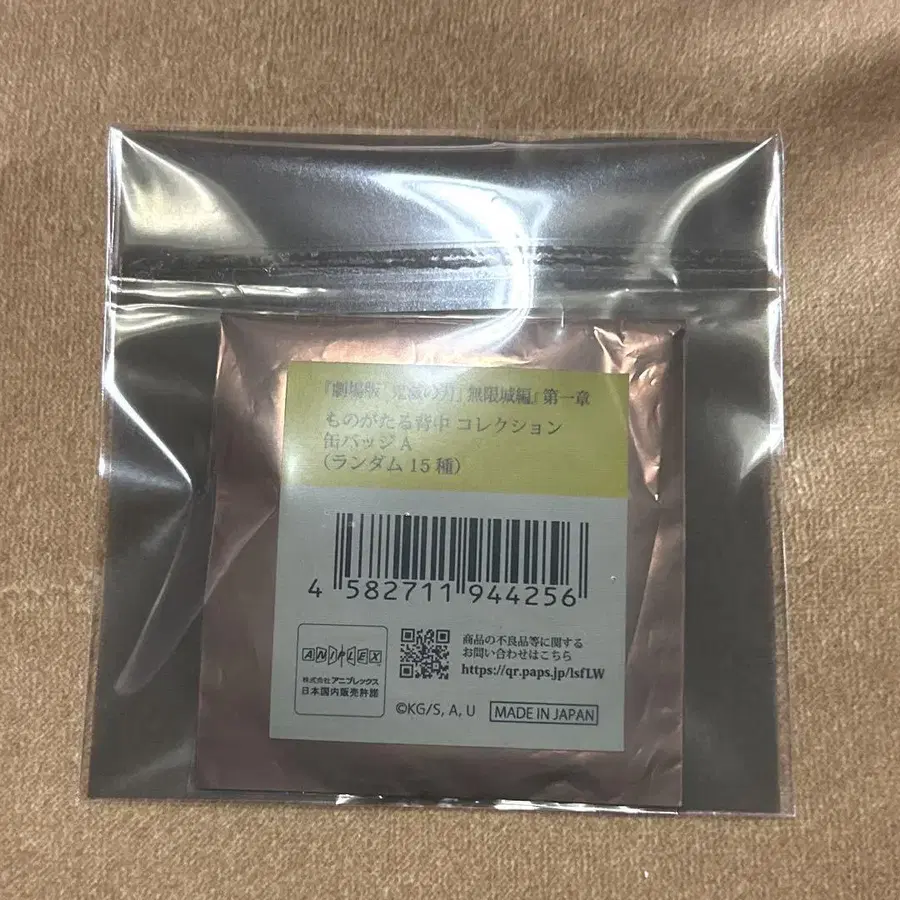 『劇場版「鬼滅の刃」無限城編』第一章
ものがたる背中 コレクション
缶バッジ A
(ランダム 15 種)
4 582711 944256
ANIPLEX
株式会社アニプレックス
日本国内販売許諾
商品の不良品等に関する
お問い合わせはこちら
https://qr.paps.jp/lsfLW
©KG/S, A, U
MADE IN JAPAN